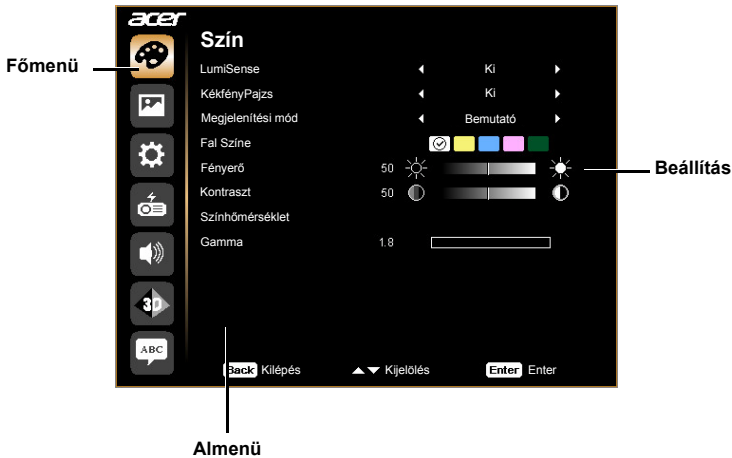 acer
Szín
Főmenü
LumiSense Ki
KékfényPajzs Ki
Megjelenítési mód Bemutató
Fal Színe
Fényerő 50
Beállítás
Kontraszt 50
Színhőmérséklet
Gamma 1.8
3D
ABC
Back Kilépés Kijelölés Enter Enter
Almenü